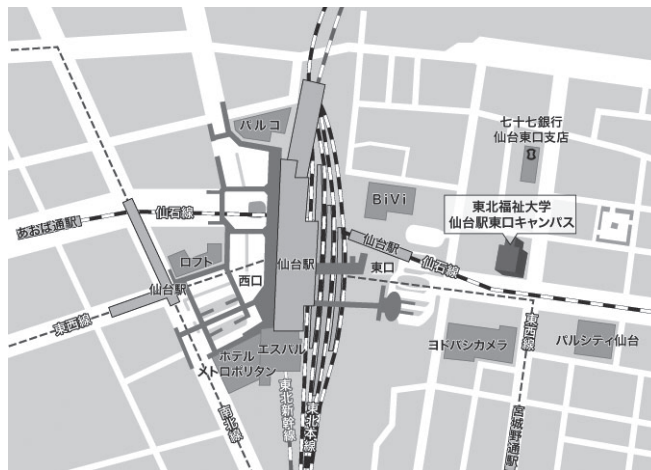 パルコ
七十七銀行
仙台東口支店
BiVi
東北福祉大学
仙台駅東口キャンパス
仙石線
あおば通駅
ロフト
仙台駅
西口
仙台駅
仙台駅
東口
仙石線
仙台駅
東西線
ホテル
メトロポリタン
エスパル
ヨドバシカメラ
東西線
パルシティ仙台
南北線
東北新幹線
東北本線
宮城野通駅